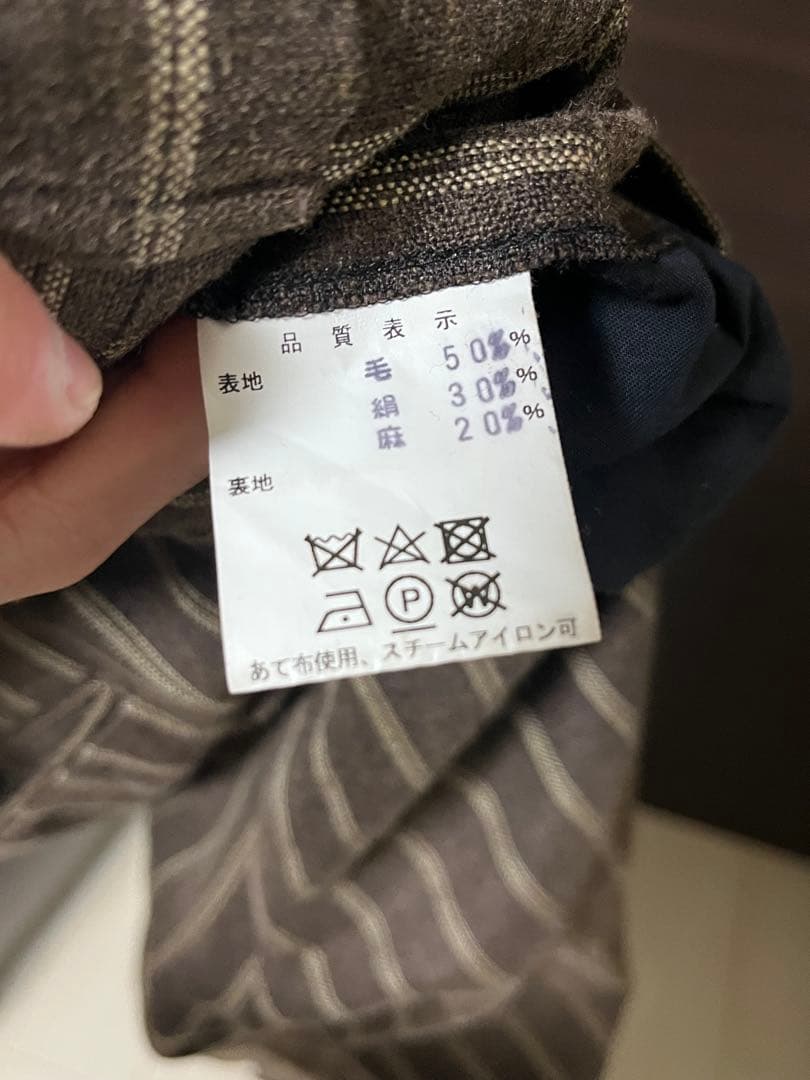 品質表示
表地 毛 50%%
絹 30%%
麻 20%%
裏地
P W
あて布使用、スチームアイロン可